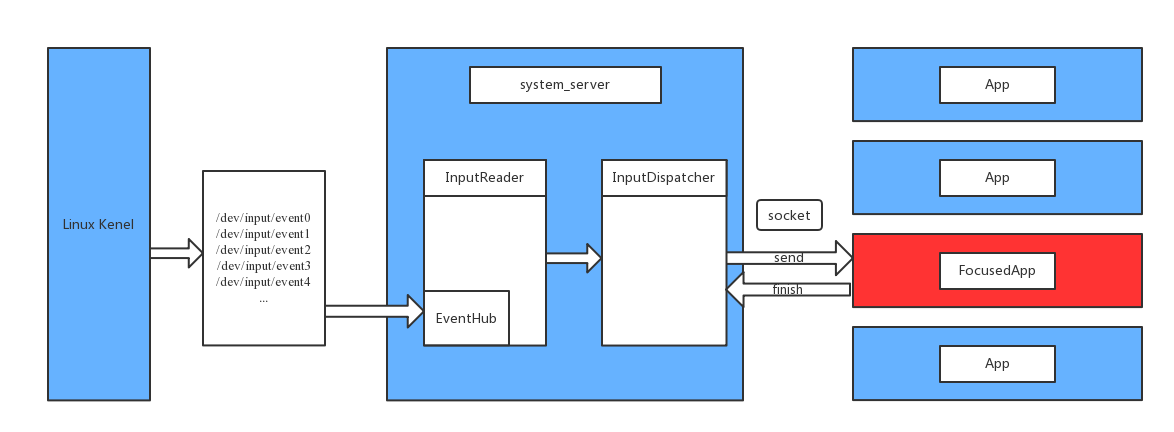 Linux Kenel
/dev/input/event0
/dev/input/event1
/dev/input/event2
/dev/input/event3
/dev/input/event4
...
system_server
InputReader
EventHub
InputDispatcher
socket
send
finish
App
App
FocusedApp
App